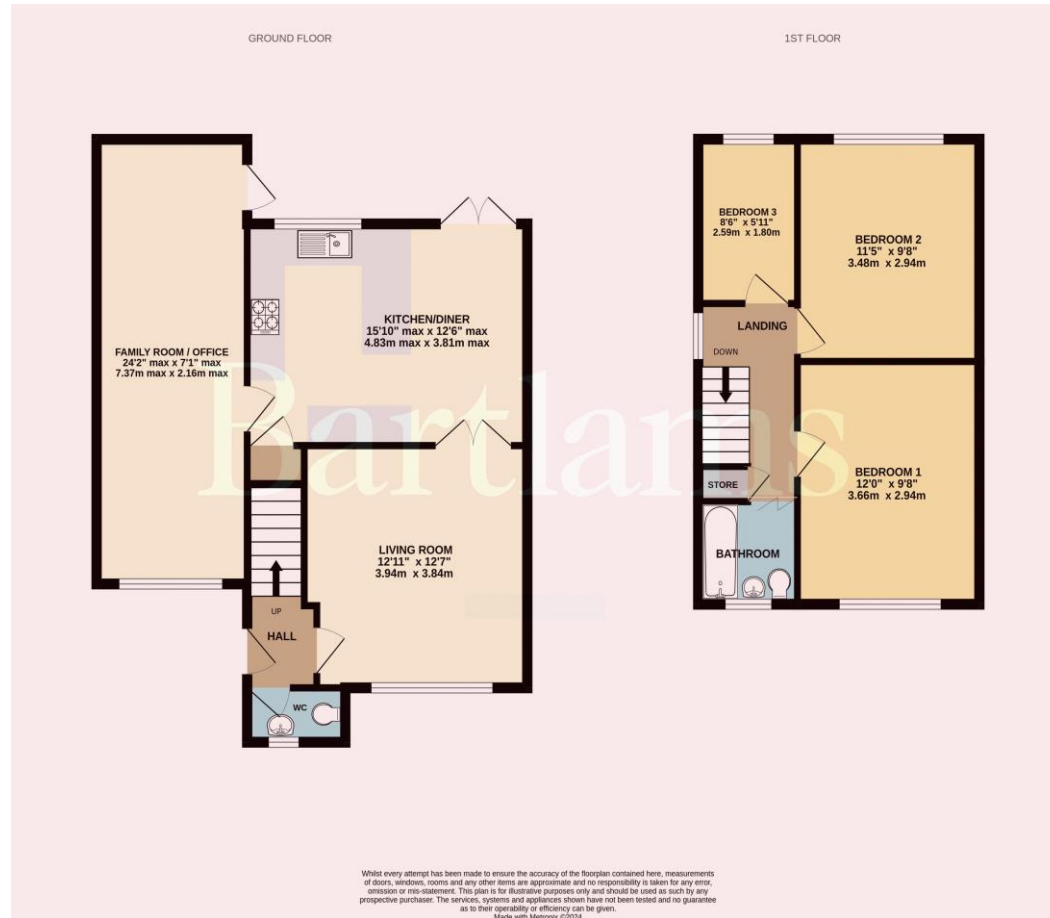 GROUND FLOOR
1ST FLOOR
FAMILY ROOM / OFFICE
24'2" max x 7'1" max
7.37m max x 2.16m max
KITCHEN/DINER
15'10" max x 12'6" max
4.83m max x 3.81m max
LIVING ROOM
12'11" x 12'7"
3.94m x 3.84m
UP
HALL
WC
BEDROOM 3
8'6" x 5'11"
2.59m x 1.80m
BEDROOM 2
11'5" x 9'8"
3.48m x 2.94m
LANDING
DOWN
BEDROOM 1
12'0" x 9'8"
3.66m x 2.94m
STORE
BATHROOM
Bartlams
Whilst every attempt has been made to ensure the accuracy of the floorplan contained here, measurements
of doors, windows, rooms and any other items are approximate and no responsibility is taken for any error,
omission or mis-statement. This plan is for illustrative purposes only and should be used as such by any
prospective purchaser. The services, systems and appliances shown have not been tested and no guarantee
as to their operability or efficiency can be given.
Made with Metropix ©2024